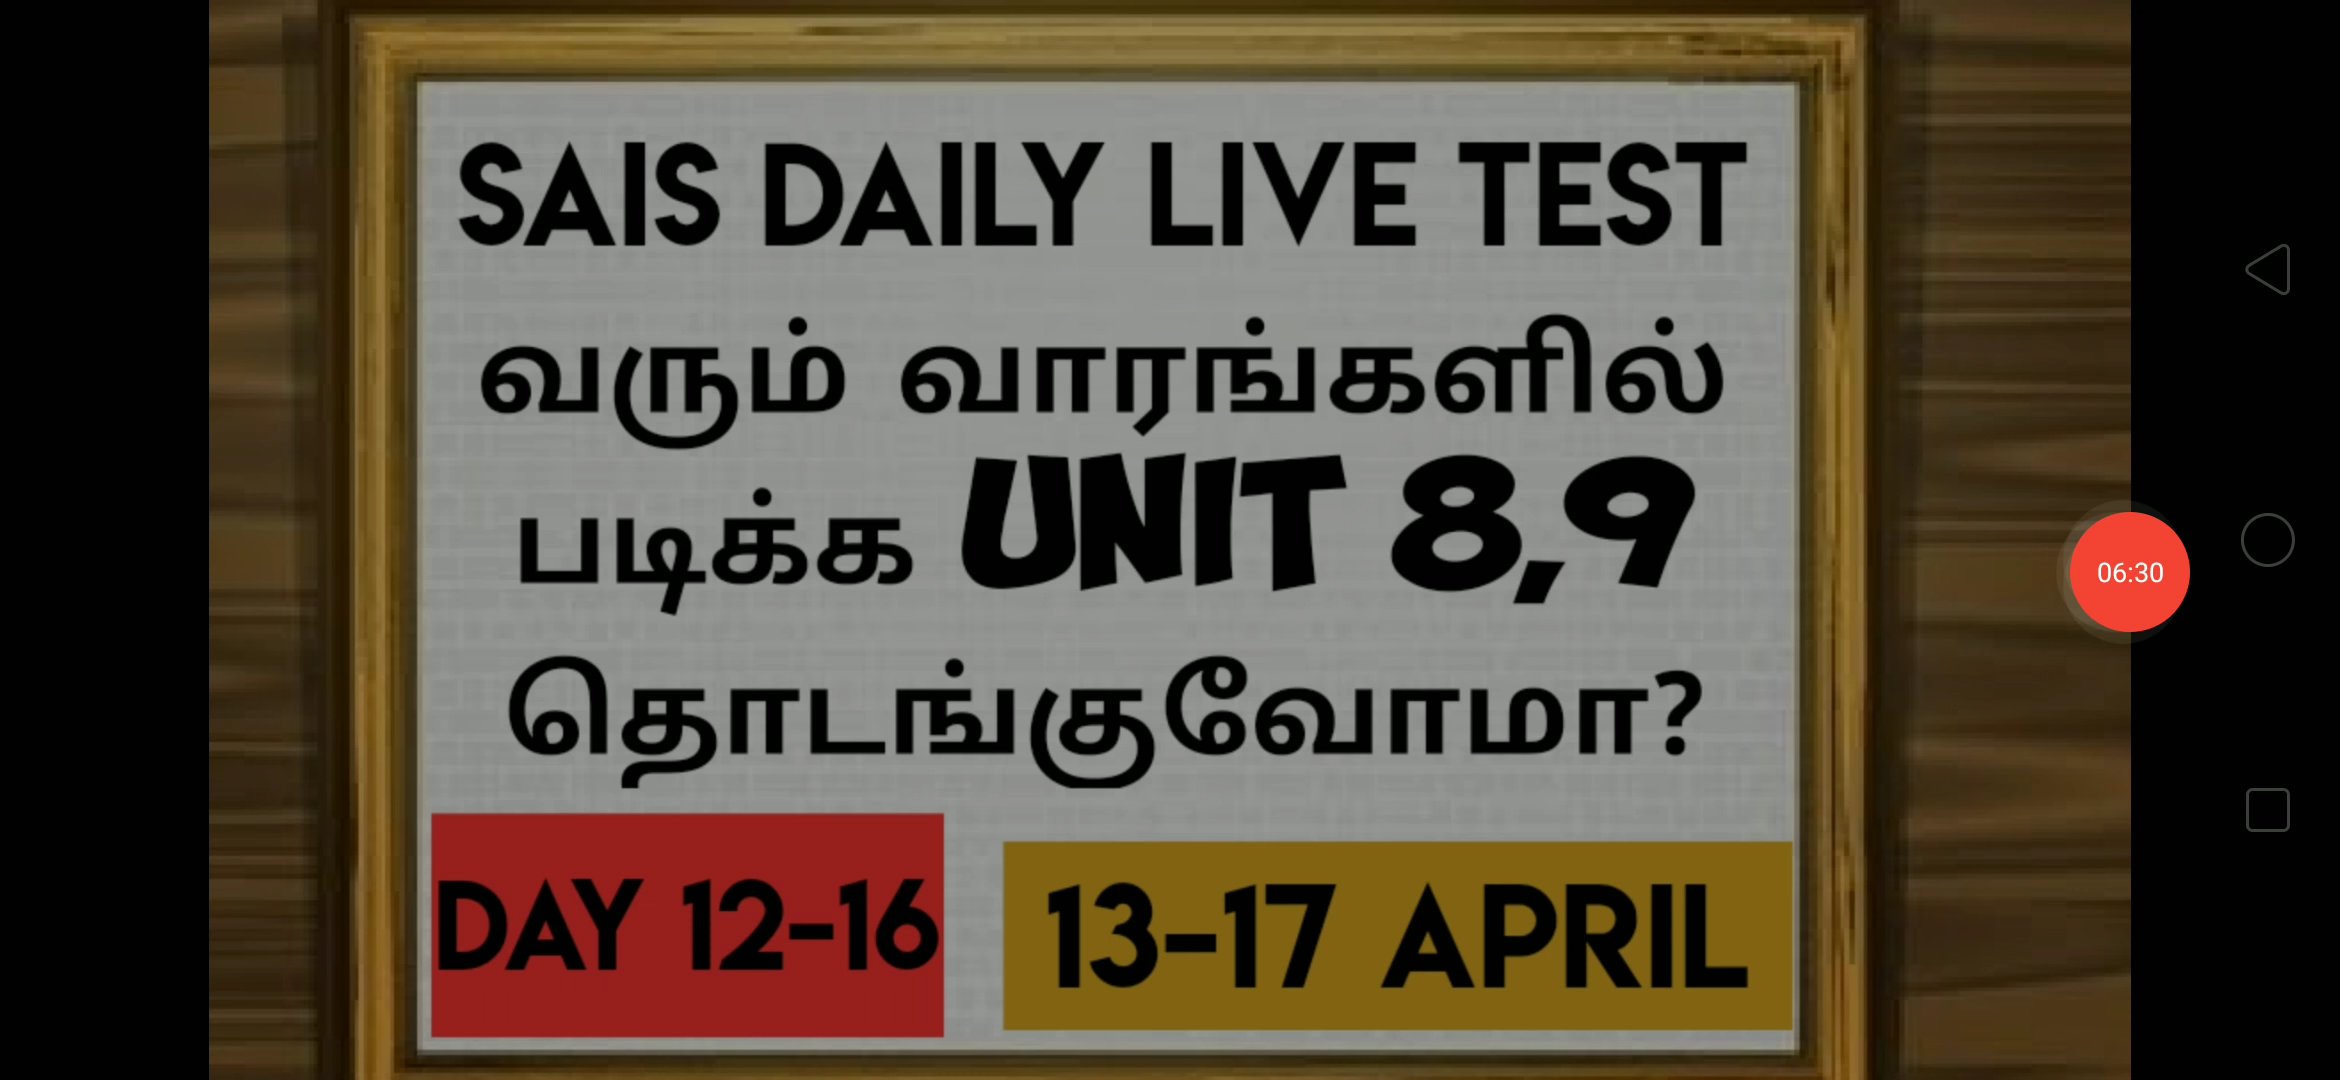 SAIS DAILY LIVE TEST
வரும் வாரங்களில்
படிக்க UNIT 8,9
தொடங்குவோமா?
DAY 12-16
13-17 APRIL
06:30